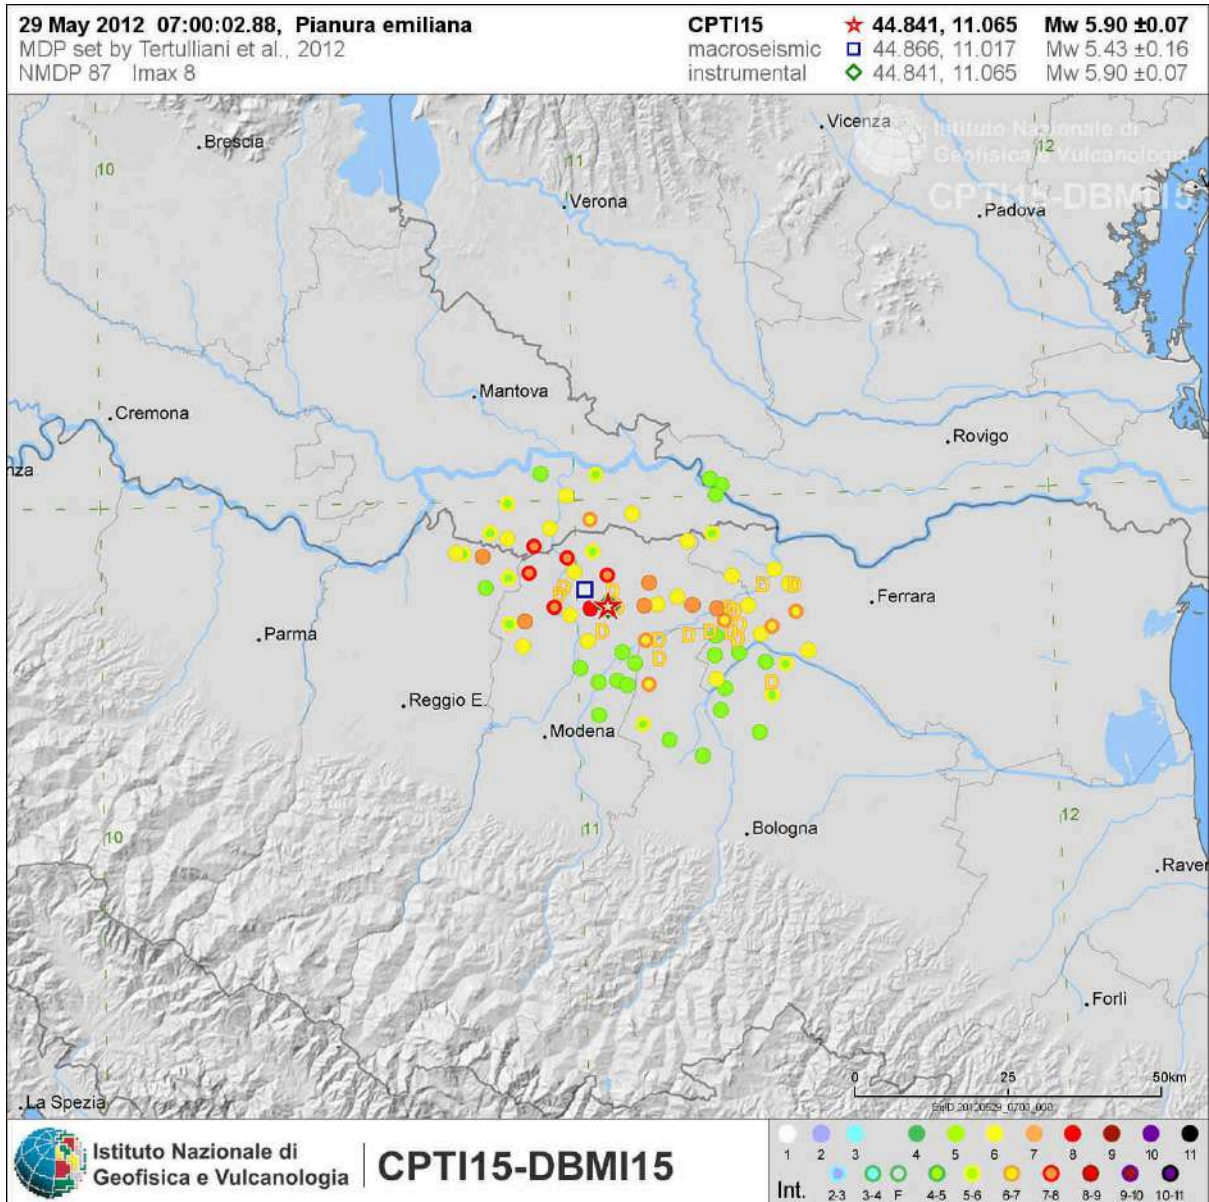 29 May 2012 07:00:02.88, Pianura emiliana
MDP set by Tertulliani et al., 2012
NMDP 87 Imax 8
CPTI15 44.841, 11.065 Mw 5.90 ±0.07
macroseismic 44.866, 11.017 Mw 5.43 ±0.16
instrumental 44.841, 11.065 Mw 5.90 ±0.07
Vicenza
Istituto Nazionale di
Geofisica e Vulcanologia
CPTI15-DBMI15
Brescia
10
11
12
Verona
Padova
Mantova
Cremona
Rovigo
nza
Ferrara
Parma
D
Reggio E.
Modena
10
11
12
Bologna
Raver
Forlì
0 25 50km
La Spezia
Istituto Nazionale di
Geofisica e Vulcanologia
CPTI15-DBMI15
1 2 3 4 5 6 7 8 9 10 11
Int. 2-3 3-4 F 4-5 5-6 6-7 7-8 8-9 9-10 10-11